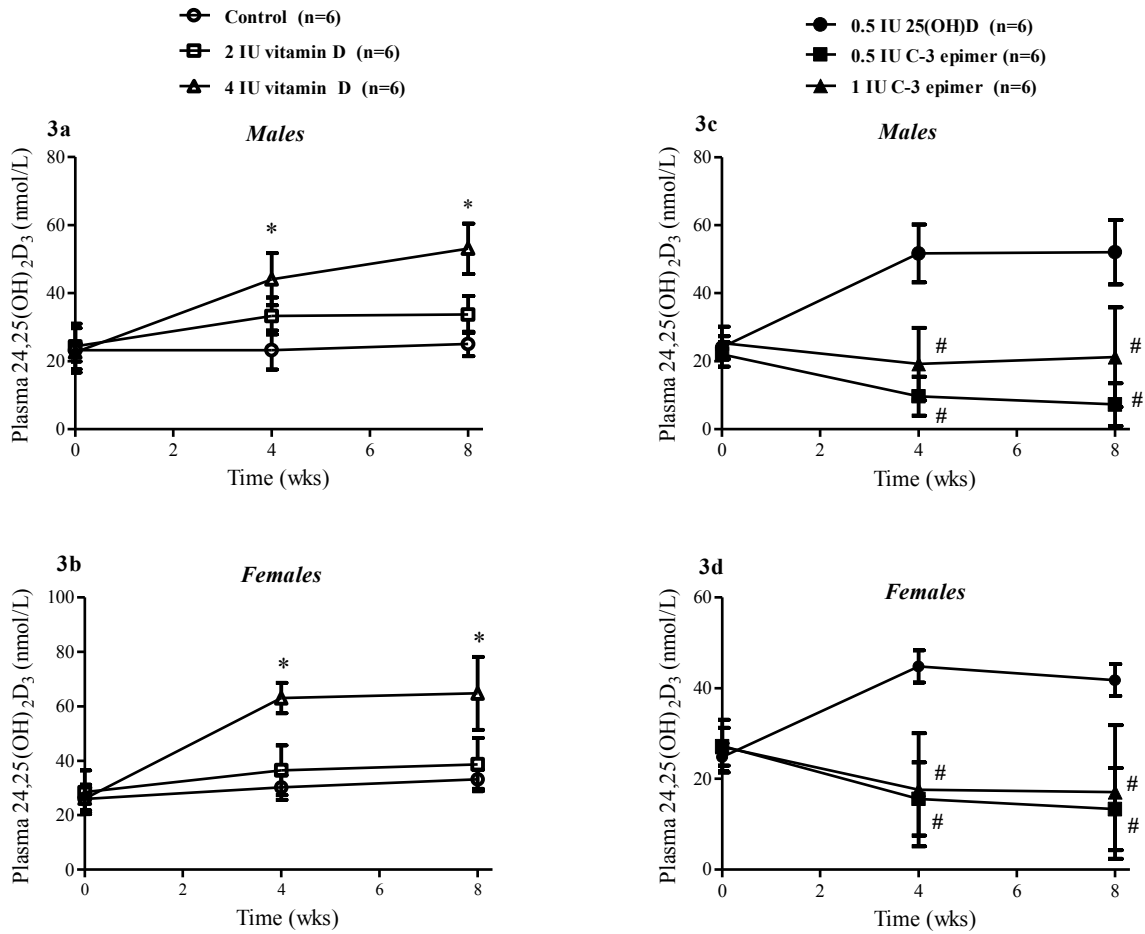 Control (n=6)
2 IU vitamin D (n=6)
4 IU vitamin D (n=6)
3a
Males
Plasma 24,25(OH)₂D₃ (nmol/L)
80
60
40
20
0
* *
0 2 4 6 8
Time (wks)
0.5 IU 25(OH)D (n=6)
0.5 IU C-3 epimer (n=6)
1 IU C-3 epimer (n=6)
3c
Males
Plasma 24,25(OH)₂D₃ (nmol/L)
80
60
40
20
0
# #
# #
0 2 4 6 8
Time (wks)
3b
Females
Plasma 24,25(OH)₂D₃ (nmol/L)
100
80
60
40
20
0
* *
0 2 4 6 8
Time (wks)
3d
Females
Plasma 24,25(OH)₂D₃ (nmol/L)
60
40
20
0
# #
# #
0 2 4 6 8
Time (wks)